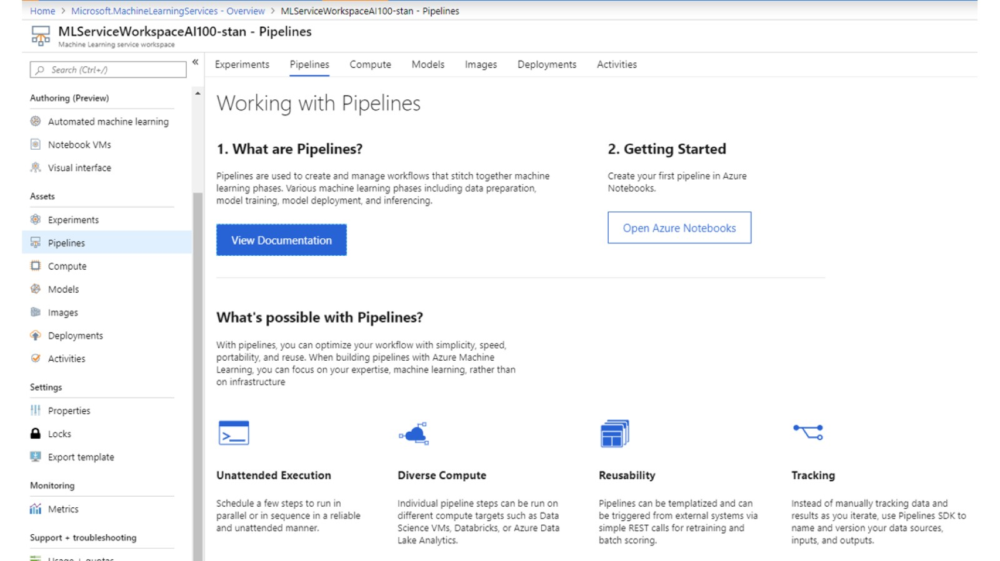 Home > Microsoft.MachineLearningServices - Overview > MLServiceWorkspaceAI100-stan - Pipelines
MLServiceWorkspaceAI100-stan - Pipelines
Machine Learning service workspace
Search (Ctrl+/)
«
Authoring (Preview)
Automated machine learning
Notebook VMs
Visual interface
Assets
Experiments
Pipelines
Compute
Models
Images
Deployments
Activities
Settings
Properties
Locks
Export template
Monitoring
Metrics
Support + troubleshooting
Usage + quotas
Experiments Pipelines Compute Models Images Deployments Activities
Working with Pipelines
1. What are Pipelines?
Pipelines are used to create and manage workflows that stitch together machine
learning phases. Various machine learning phases including data preparation,
model training, model deployment, and inferencing.
View Documentation
2. Getting Started
Create your first pipeline in Azure
Notebooks.
Open Azure Notebooks
What's possible with Pipelines?
With pipelines, you can optimize your workflow with simplicity, speed,
portability, and reuse. When building pipelines with Azure Machine
Learning, you can focus on your expertise, machine learning, rather than
on infrastructure
Unattended Execution
Schedule a few steps to run in
parallel or in sequence in a reliable
and unattended manner.
Diverse Compute
Individual pipeline steps can be run on
different compute targets such as Data
Science VMs, Databricks, or Azure Data
Lake Analytics.
Reusability
Pipelines can be templatized and can
be triggered from external systems via
simple REST calls for retraining and
batch scoring.
Tracking
Instead of manually tracking data and
results as you iterate, use Pipelines SDK to
name and version your data sources,
inputs, and outputs.